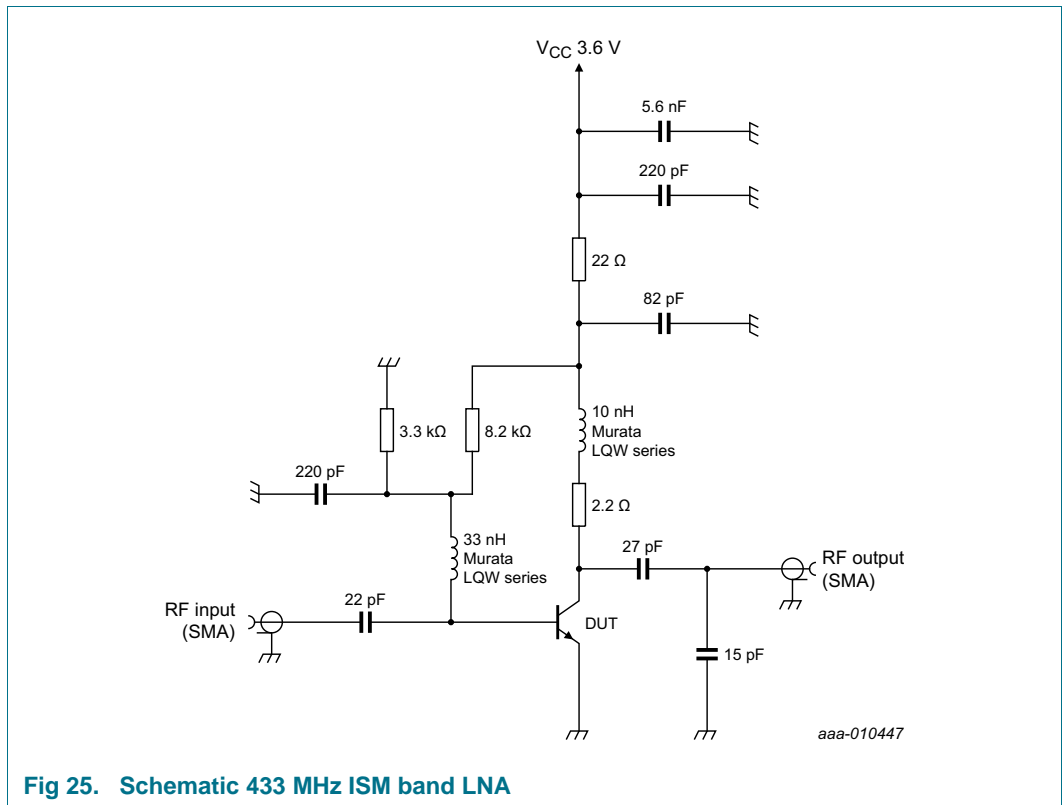 VCC 3.6 V
5.6 nF
220 pF
22 Ω
82 pF
3.3 kΩ
8.2 kΩ
10 nH
Murata
LQW series
220 pF
2.2 Ω
33 nH
Murata
LQW series
27 pF
RF output
(SMA)
RF input
(SMA)
22 pF
DUT
15 pF
aaa-010447
Fig 25. Schematic 433 MHz ISM band LNA